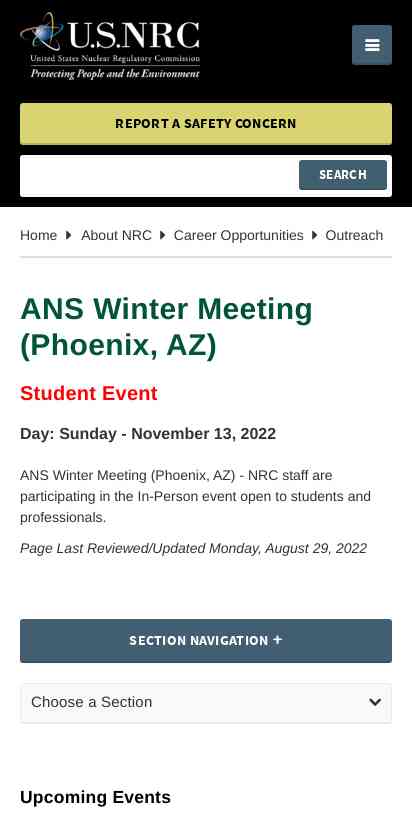 U.S.NRC
United States Nuclear Regulatory Commission
Protecting People and the Environment
REPORT A SAFETY CONCERN
SEARCH
Home About NRC Career Opportunities Outreach
ANS Winter Meeting
(Phoenix, AZ)
Student Event
Day: Sunday - November 13, 2022
ANS Winter Meeting (Phoenix, AZ) - NRC staff are
participating in the In-Person event open to students and
professionals.
Page Last Reviewed/Updated Monday, August 29, 2022
SECTION NAVIGATION +
Choose a Section
Upcoming Events